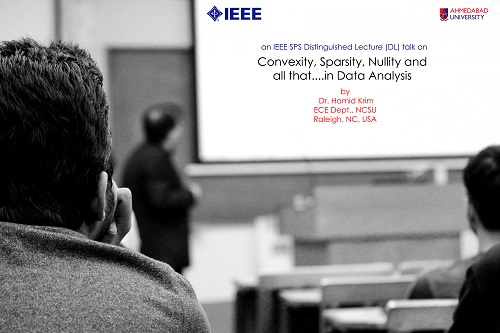 IEEE
AHMEDABAD
UNIVERSITY
an IEEE SPS Distinguished Lecture (DL) talk on
Convexity, Sparsity, Nullity and
all that....in Data Analysis
by
Dr. Hamid Krim
ECE Dept., NCSU
Raleigh, NC, USA